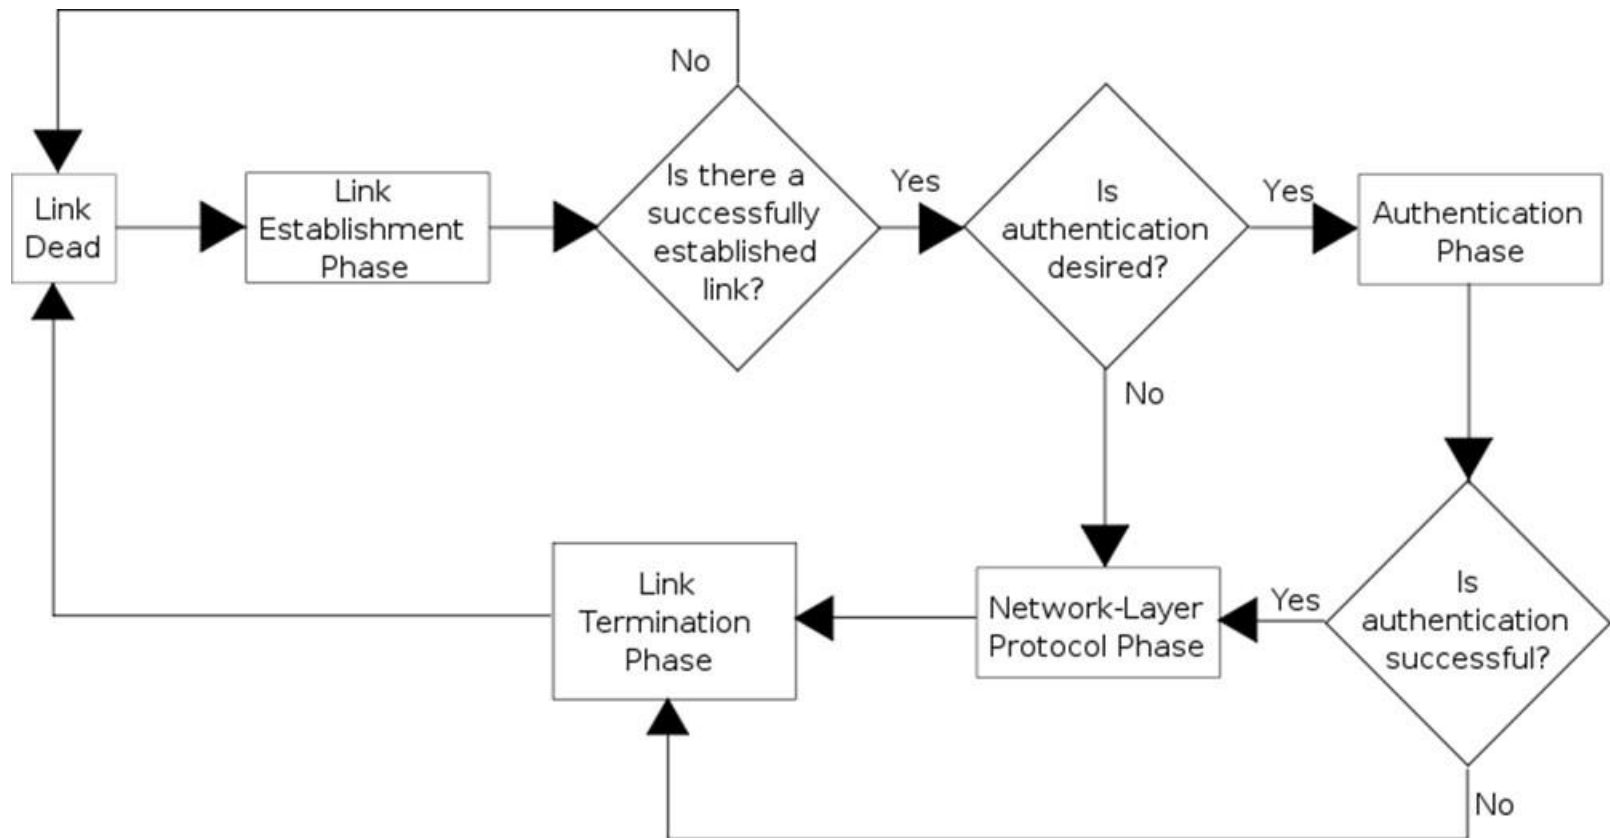 No
Link
Dead
Link
Establishment
Phase
Is there a
successfully
established
link?
Yes
Is
authentication
desired?
Yes
Authentication
Phase
No
Is
authentication
successful?
Yes
Network-Layer
Protocol Phase
Link
Termination
Phase
No